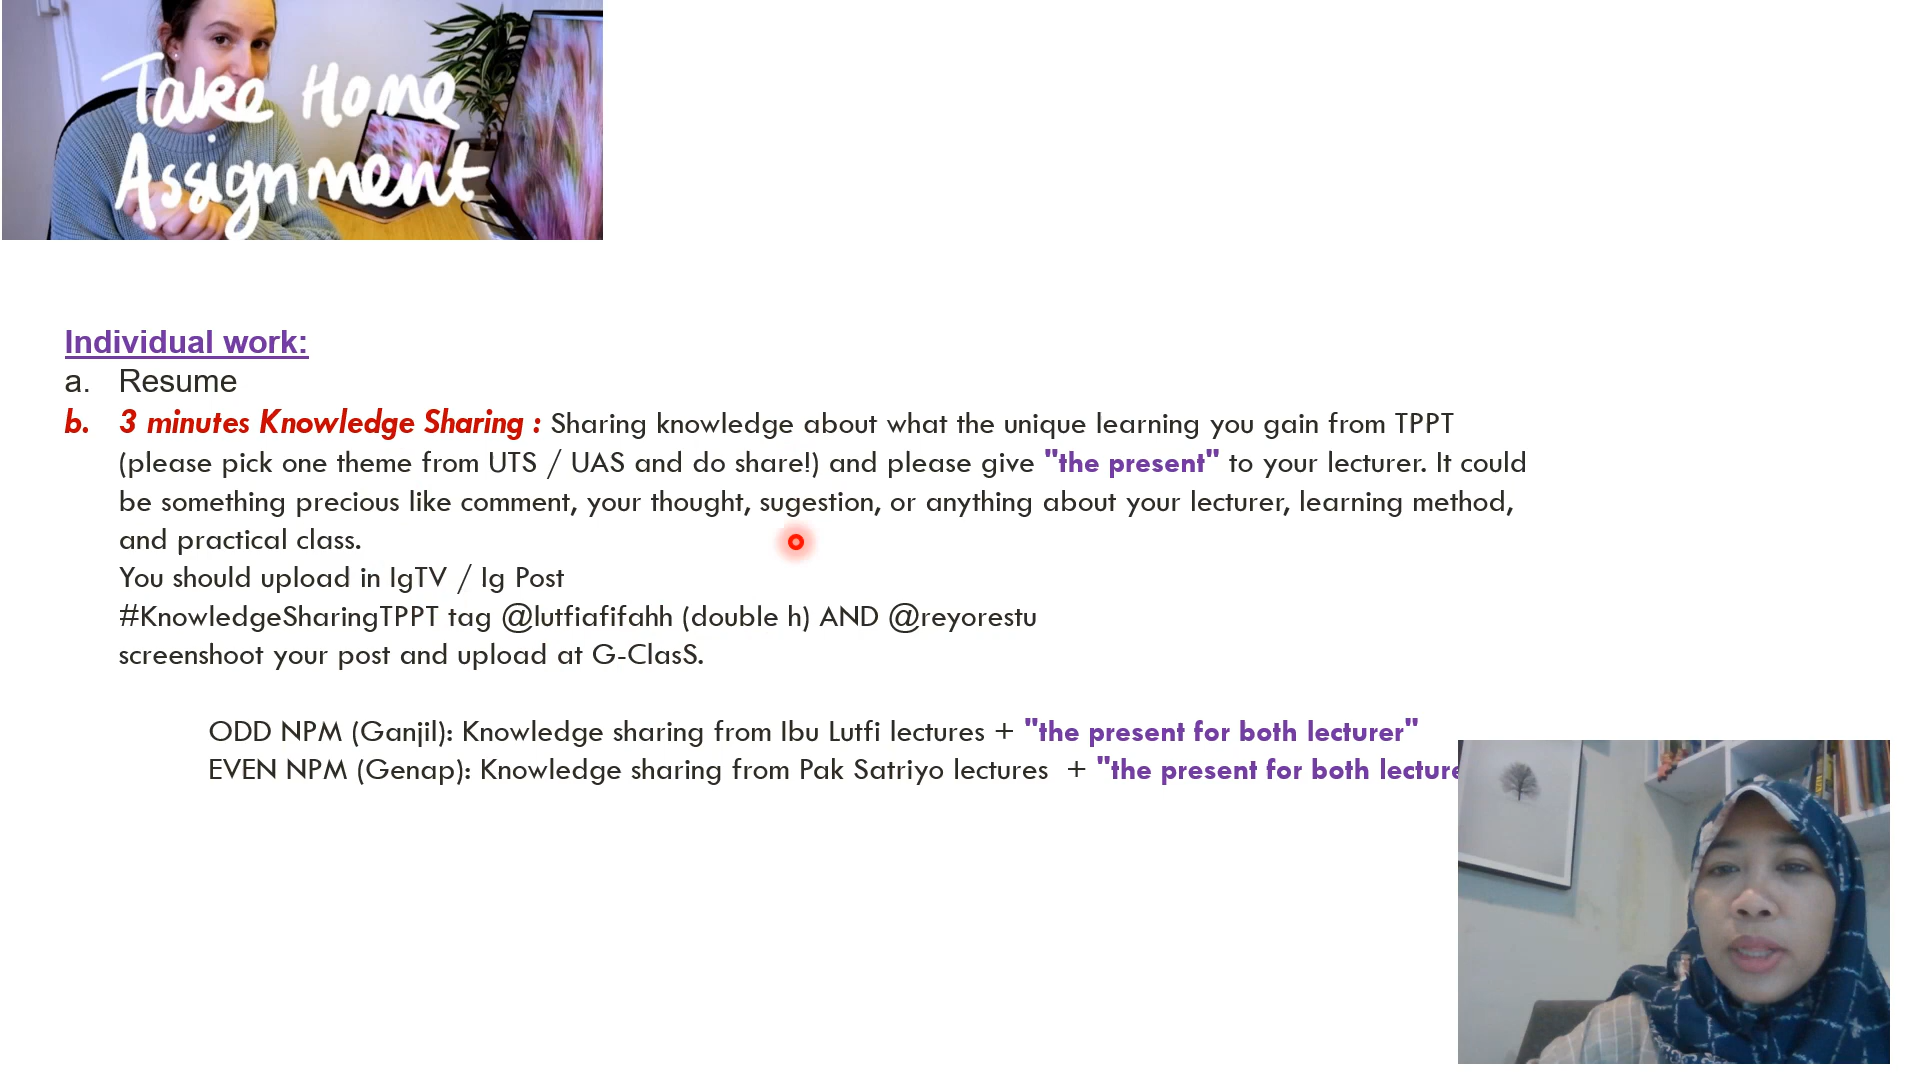 Take Home
Assignment
Individual work:
a. Resume
b. 3 minutes Knowledge Sharing : Sharing knowledge about what the unique learning you gain from TPPT
(please pick one theme from UTS / UAS and do share!) and please give "the present" to your lecturer. It could
be something precious like comment, your thought, sugestion, or anything about your lecturer, learning method,
and practical class.
You should upload in IgTV / Ig Post
#KnowledgeSharingTPPT tag @lutfiafifahh (double h) AND @reyorestu
screenshoot your post and upload at G-ClasS.
ODD NPM (Ganjil): Knowledge sharing from Ibu Lutfi lectures + "the present for both lecturer"
EVEN NPM (Genap): Knowledge sharing from Pak Satriyo lectures + "the present for both lecture